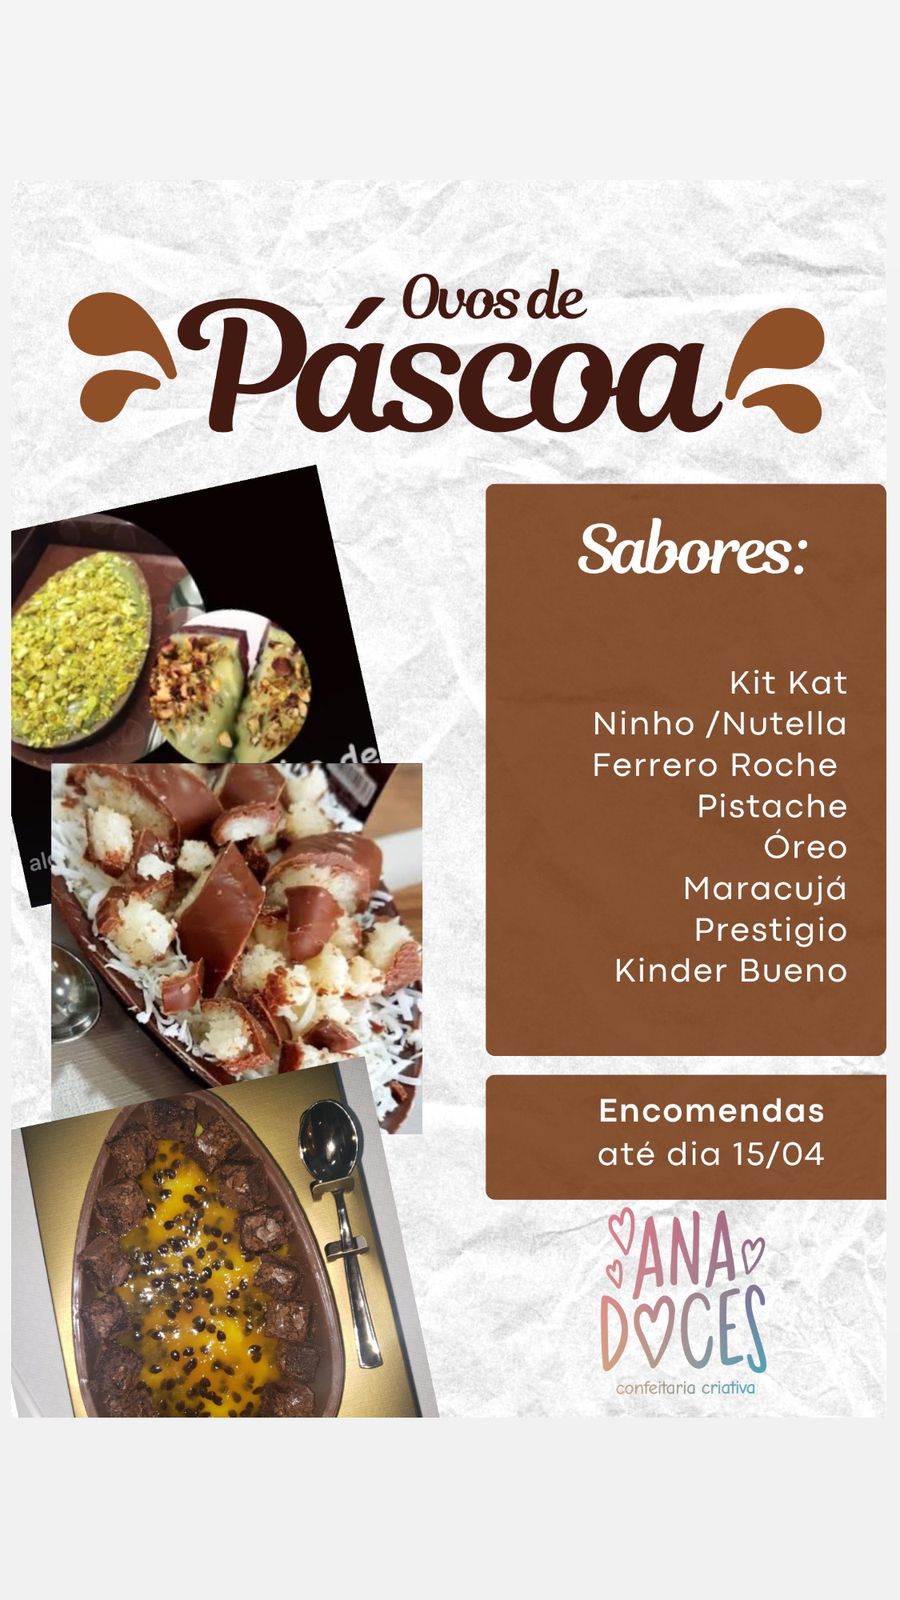 Ovos de
Páscoa
Sabores:
Kit Kat
Ninho /Nutella
Ferrero Roche
Pistache
Óreo
Maracujá
Prestigio
Kinder Bueno
Encomendas
até dia 15/04
ANA
DOCES
confeitaria criativa